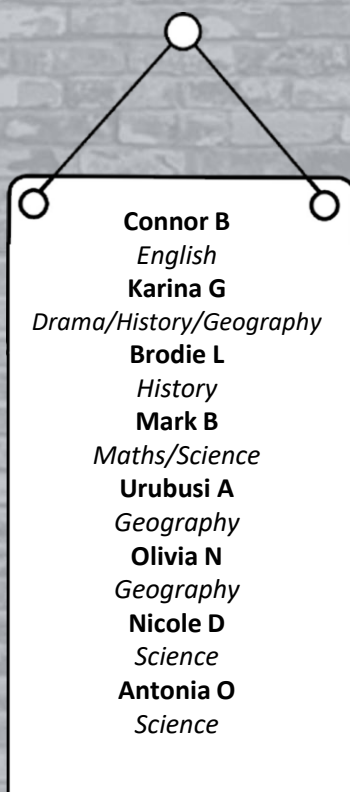 Connor B
English
Karina G
Drama/History/Geography
Brodie L
History
Mark B
Maths/Science
Urubusi A
Geography
Olivia N
Geography
Nicole D
Science
Antonia O
Science